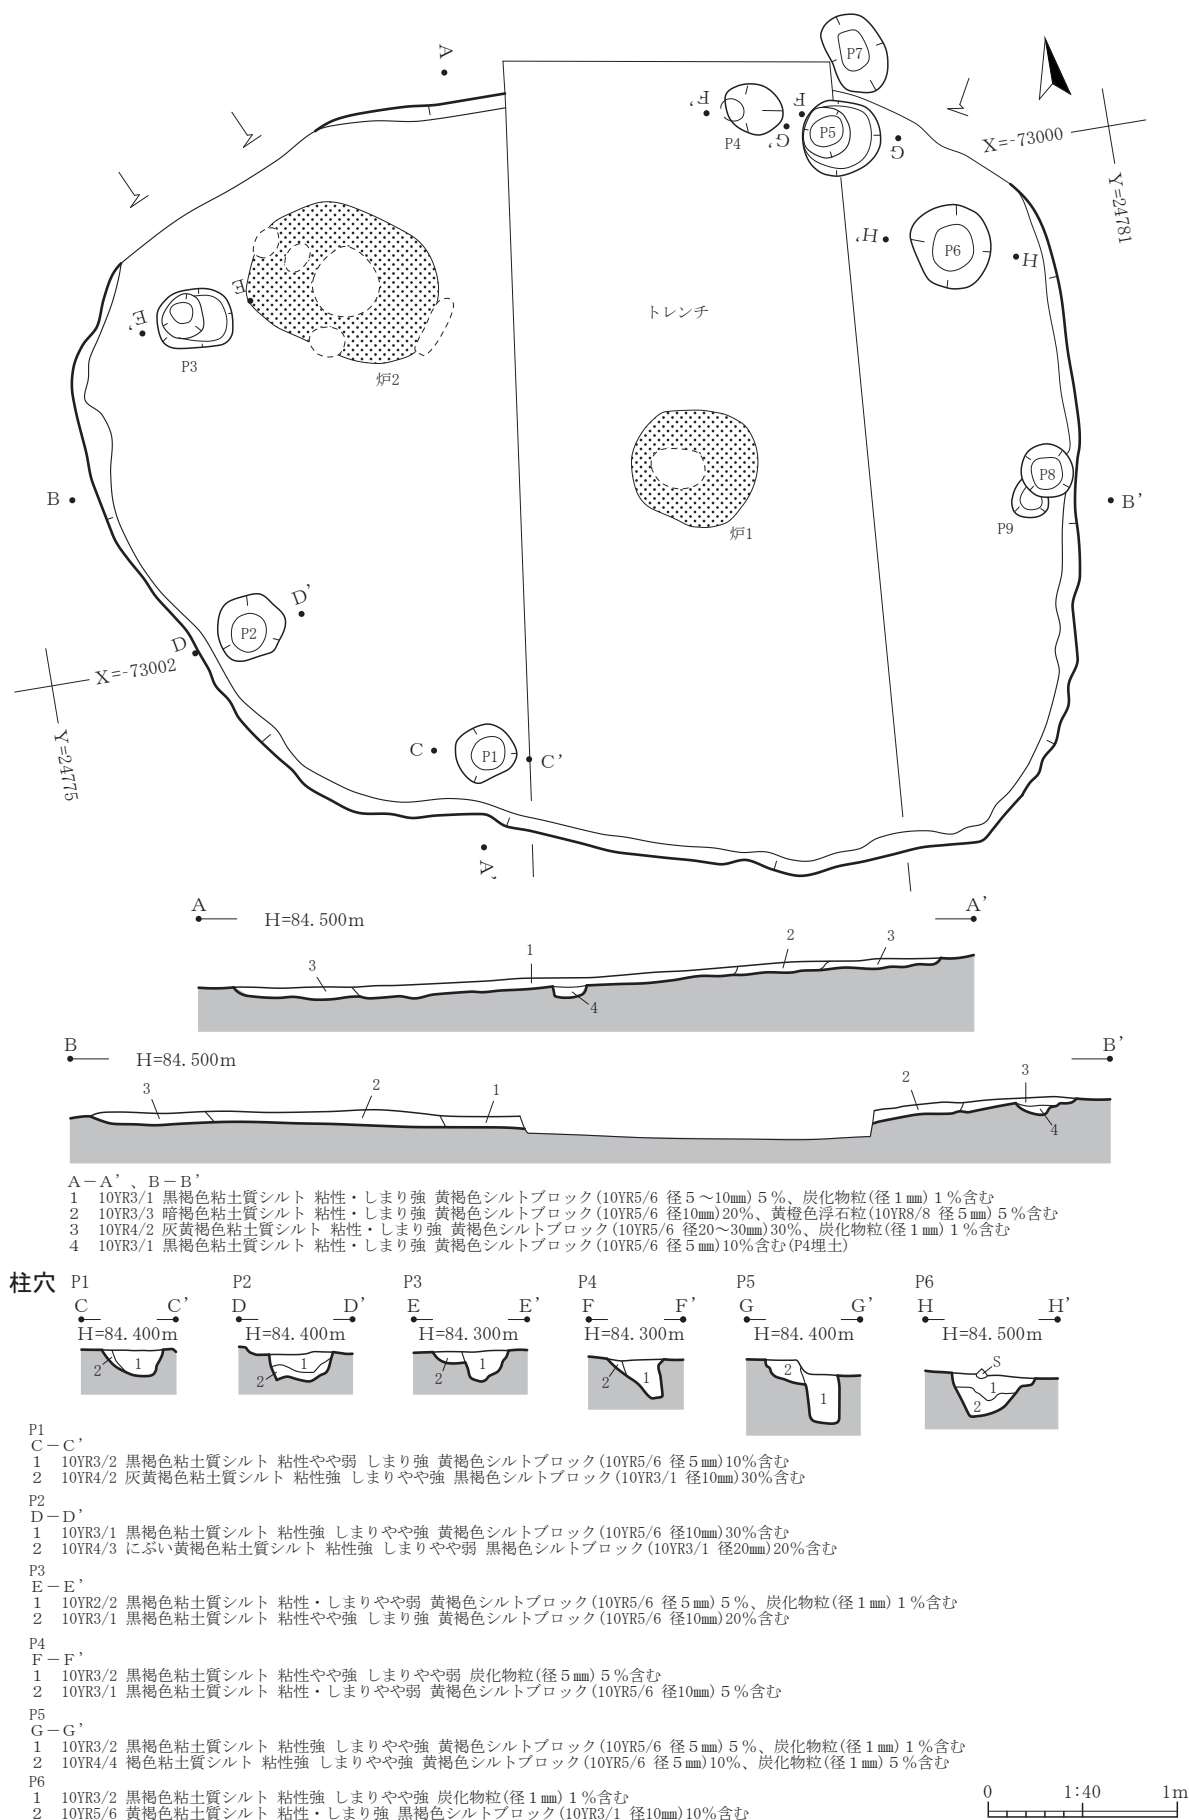 A
P7
F'
F
P4
G'
P5
G
X=-73000
Y=24781
H'
P6
H
トレンチ
E
E'
P3
炉2
炉1
B
P8
B'
P9
D'
P2
D
X=-73002
Y=24775
C
P1
C'
A'
A
H=84.500m
A'
3
1
2
3
4
B
H=84.500m
B'
3
2
1
2
3
4
A－A'、B－B'
1 10YR3/1 黒褐色粘土質シルト 粘性・しまり強 黄褐色シルトブロック(10YR5/6 径５～10㎜)５％、炭化物粒(径１㎜)１％含む
2 10YR3/3 暗褐色粘土質シルト 粘性・しまり強 黄褐色シルトブロック(10YR5/6 径10㎜)20％、黄橙色浮石粒(10YR8/8 径５㎜)５％含む
3 10YR4/2 灰黄褐色粘土質シルト 粘性・しまり強 黄褐色シルトブロック(10YR5/6 径20～30㎜)30％、炭化物粒(径１㎜)１％含む
4 10YR3/1 黒褐色粘土質シルト 粘性・しまり強 黄褐色シルトブロック(10YR5/6 径５㎜)10％含む(P4埋土)
柱穴
P1
C C'
H=84.400m
2 1
P2
D D'
H=84.400m
1
2
P3
E E'
H=84.300m
1
2
P4
F F'
H=84.300m
1
2
P5
G G'
H=84.400m
2
1
P6
H H'
H=84.500m
S
1
2
P1
C－C'
1 10YR3/2 黒褐色粘土質シルト 粘性やや弱 しまり強 黄褐色シルトブロック(10YR5/6 径５㎜)10％含む
2 10YR4/2 灰黄褐色粘土質シルト 粘性強 しまりやや強 黒褐色シルトブロック(10YR3/1 径10㎜)30％含む
P2
D－D'
1 10YR3/1 黒褐色粘土質シルト 粘性強 しまりやや強 黄褐色シルトブロック(10YR5/6 径10㎜)30％含む
2 10YR4/3 にぶい黄褐色粘土質シルト 粘性強 しまりやや弱 黒褐色シルトブロック(10YR3/1 径20㎜)20％含む
P3
E－E'
1 10YR2/2 黒褐色粘土質シルト 粘性・しまりやや弱 黄褐色シルトブロック(10YR5/6 径５㎜)５％、炭化物粒(径１㎜)１％含む
2 10YR3/1 黒褐色粘土質シルト 粘性やや強 しまり強 黄褐色シルトブロック(10YR5/6 径10㎜)20％含む
P4
F－F'
1 10YR3/2 黒褐色粘土質シルト 粘性やや強 しまりやや弱 炭化物粒(径５㎜)５％含む
2 10YR3/1 黒褐色粘土質シルト 粘性・しまりやや弱 黄褐色シルトブロック(10YR5/6 径10㎜)５％含む
P5
G－G'
1 10YR3/2 黒褐色粘土質シルト 粘性強 しまりやや強 黄褐色シルトブロック(10YR5/6 径５㎜)５％、炭化物粒(径１㎜)１％含む
2 10YR4/4 褐色粘土質シルト 粘性強 しまりやや強 黄褐色シルトブロック(10YR5/6 径５㎜)10％、炭化物粒(径１㎜)５％含む
P6
1 10YR3/2 黒褐色粘土質シルト 粘性強 しまりやや強 炭化物粒(径１㎜)１％含む
2 10YR5/6 黄褐色粘土質シルト 粘性・しまり強 黒褐色シルトブロック(10YR3/1 径10㎜)10％含む
0 1:40 1m